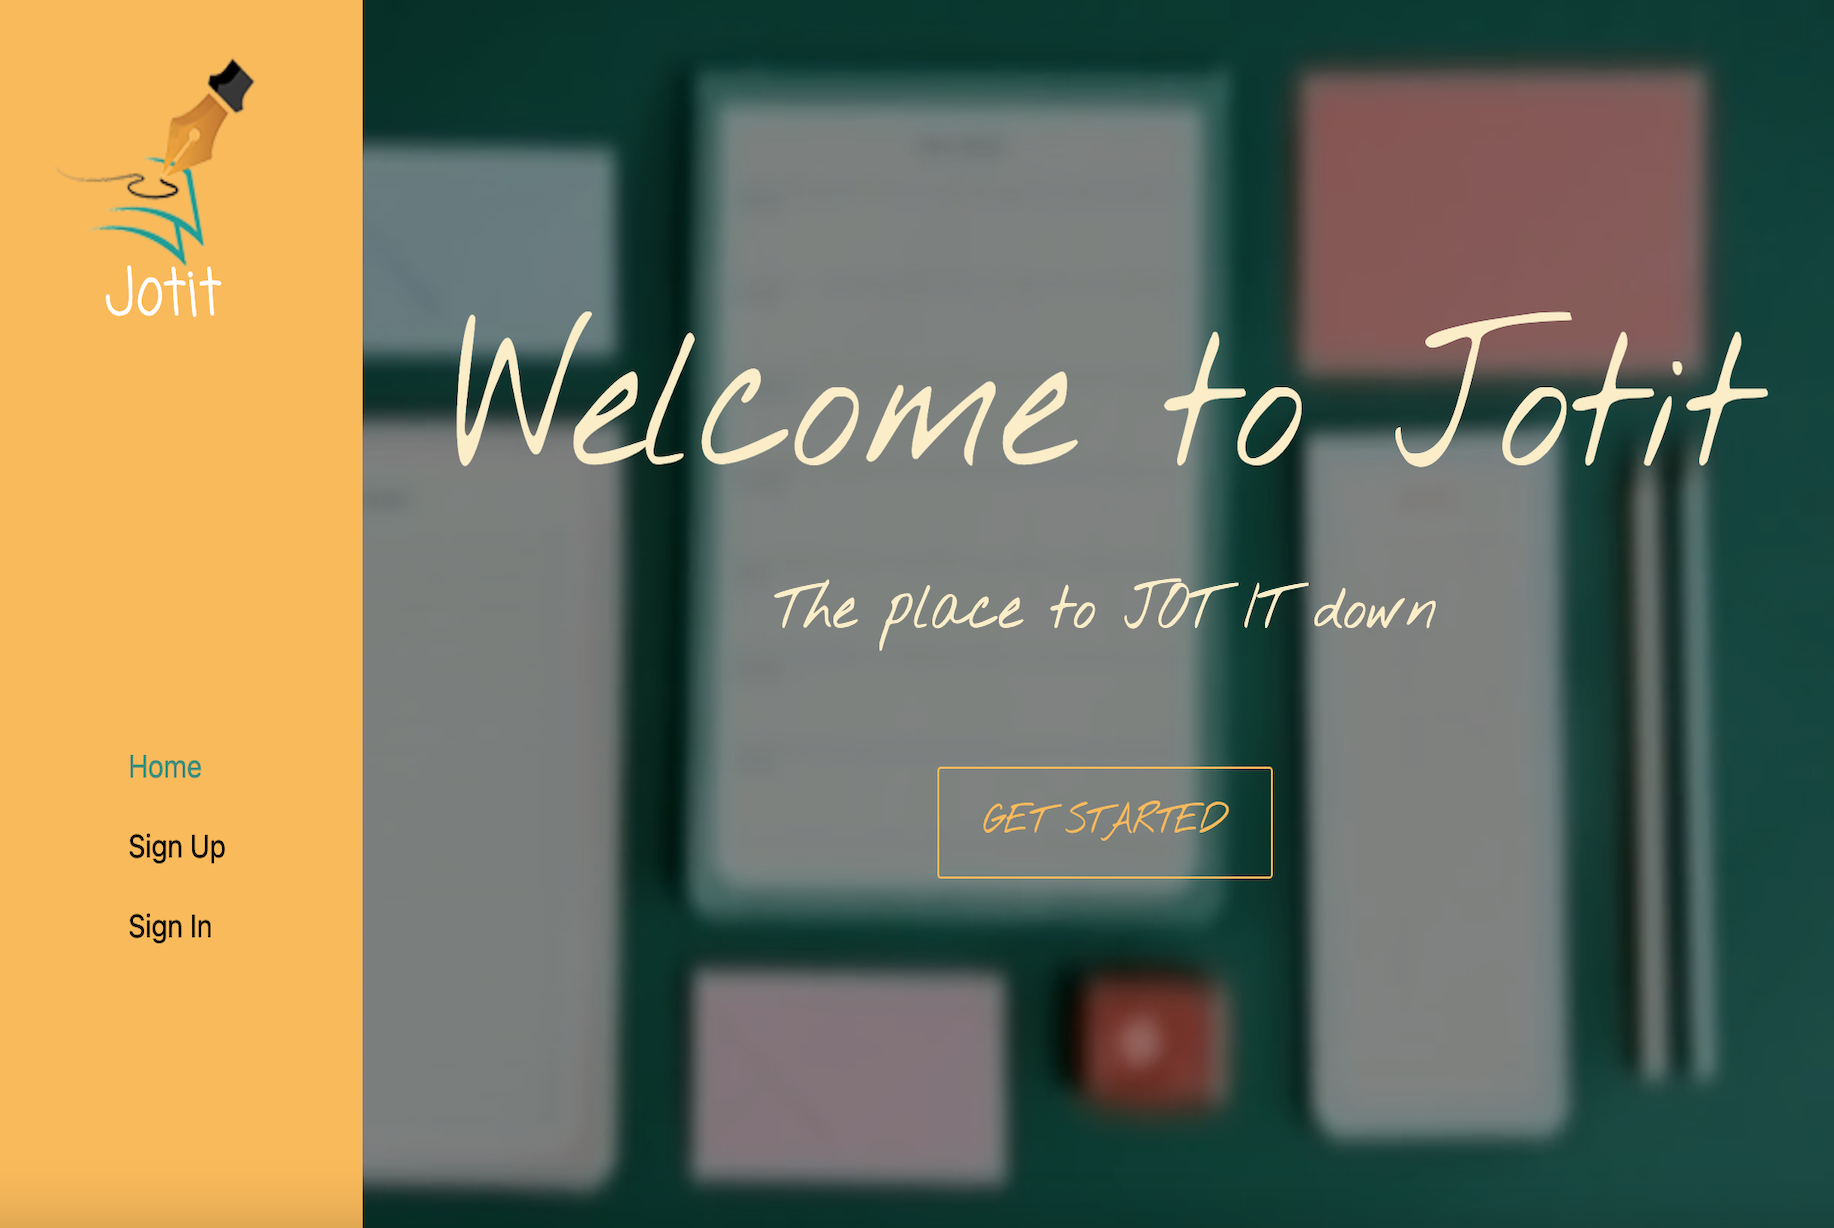 Jotit
Home
Sign Up
Sign In
Welcome to Jotit
The place to JOT IT down
GET STARTED